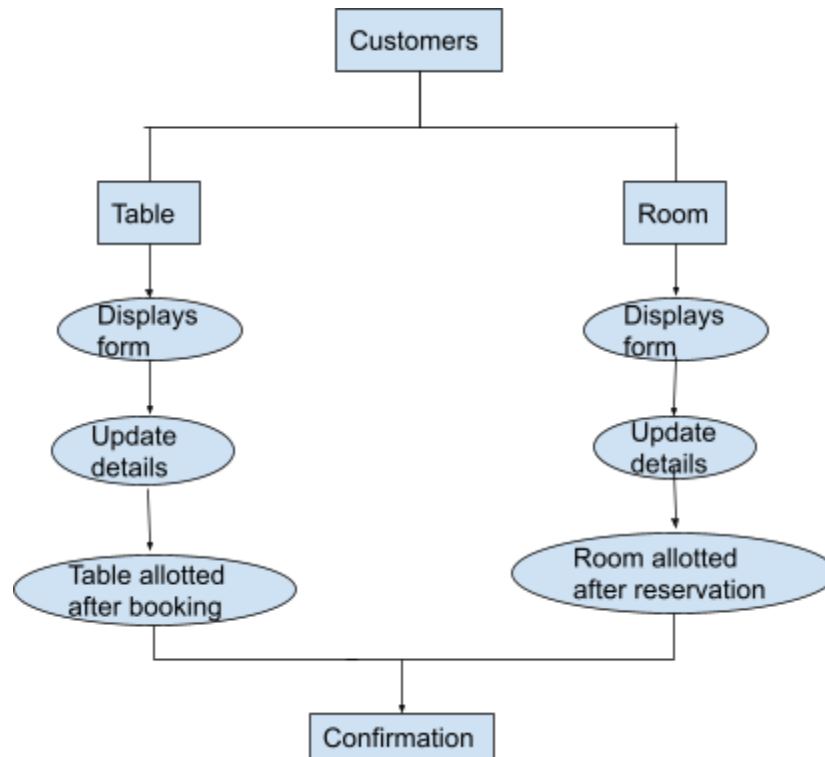 Customers
Table
Room
Displays
form
Displays
form
Update
details
Update
details
Table allotted
after booking
Room allotted
after reservation
Confirmation